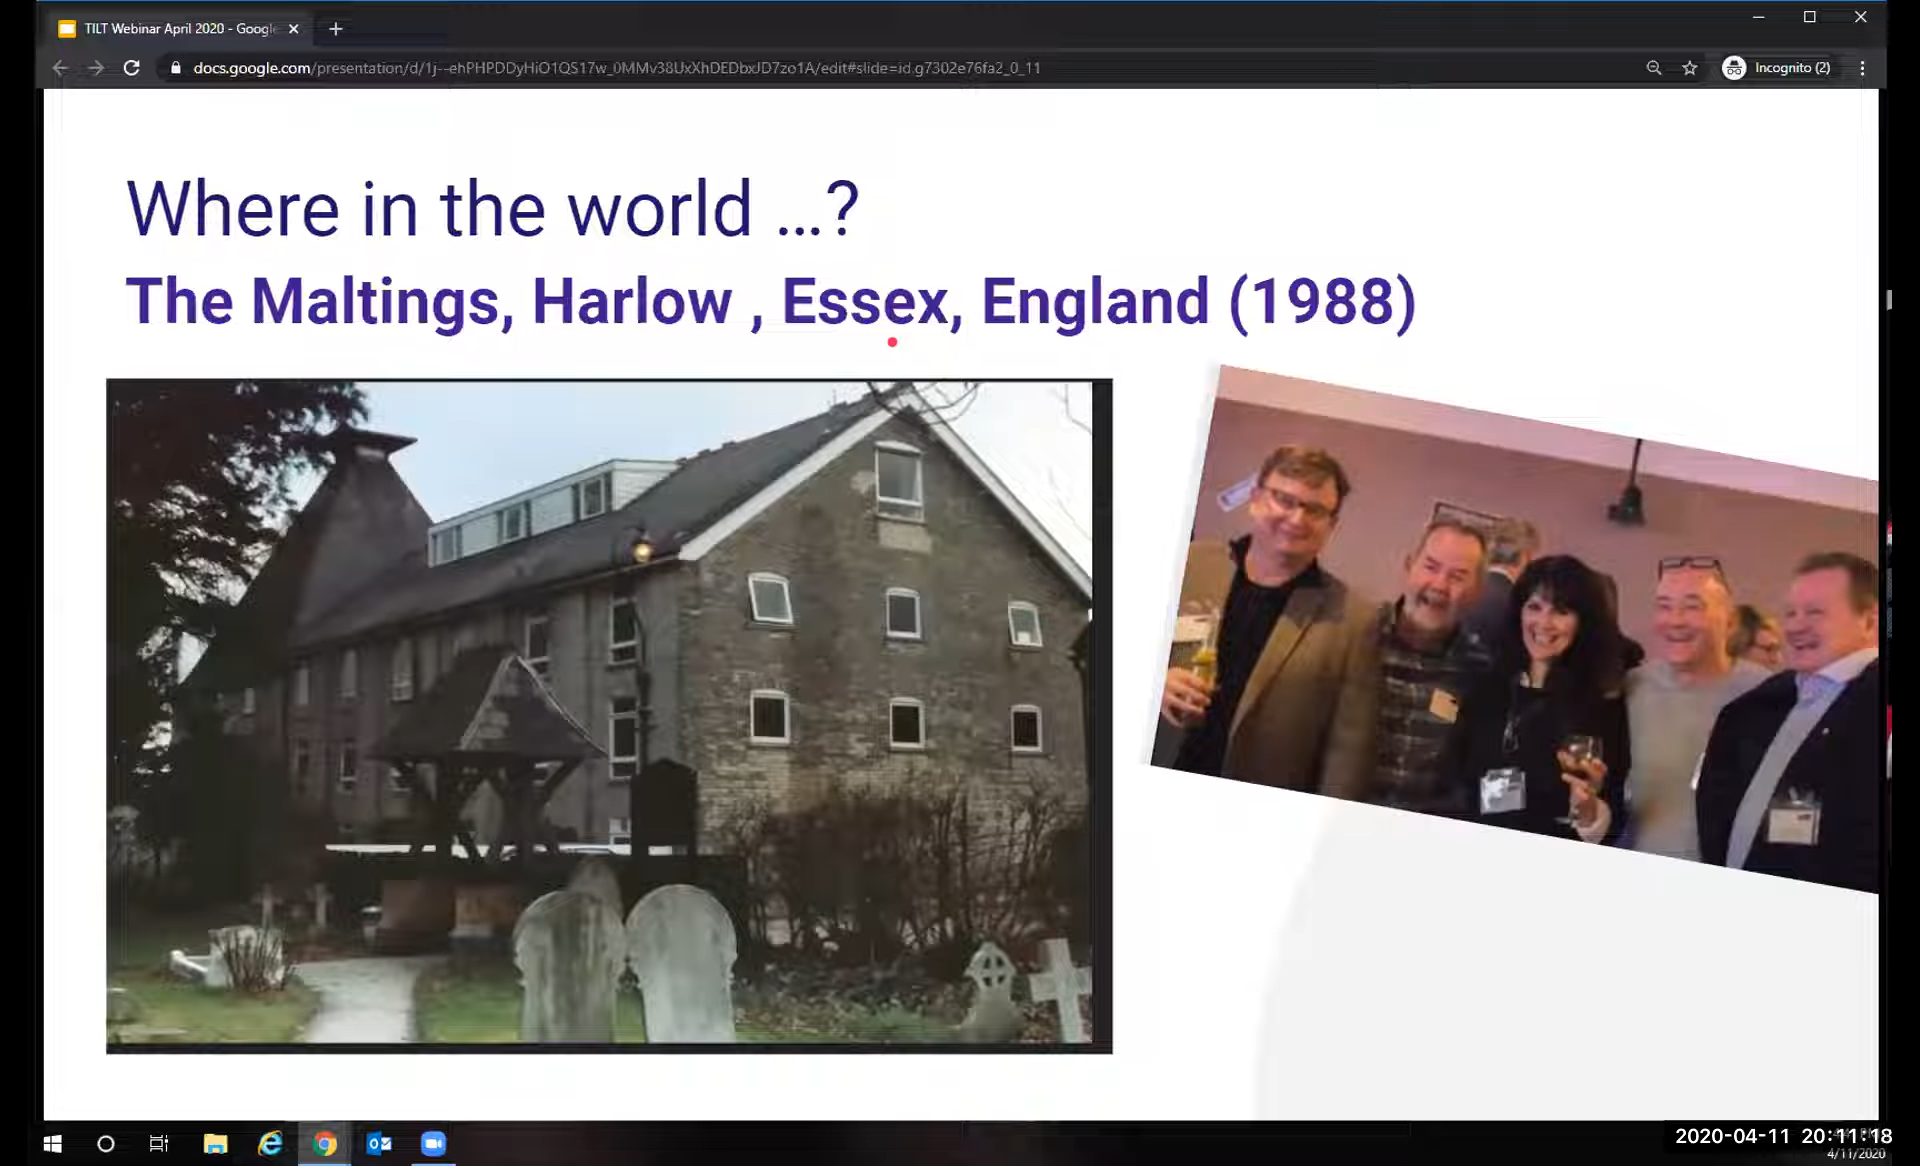 TILT Webinar April 2020 - Google
docs.google.com/presentation/d/1j--ehPHPDDyHiO1QS17w_0MMv38UxXhDEDbxJD7zo1A/edit#slide=id.g7302e76fa2_0_11
Incognito (2)
Where in the world ...?
The Maltings, Harlow , Essex, England (1988)
2020-04-11 20:11:18
4/11/2020